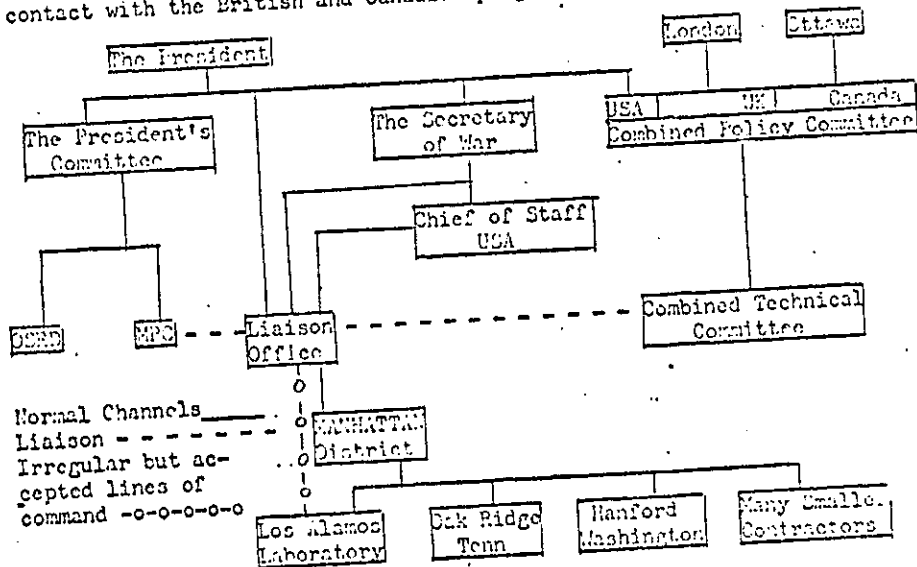 contact with the British and
London
Ottawa
The President
USA
UK
Canada
Combined Policy Committee
The President's
Committee
The Secretary
of War
Chief of Staff
USA
OSRD
MPC
Liaison
Office
Combined Technical
Committee
Normal Channels
Liaison - - - - - -
Irregular but ac-
cepted lines of
command -o-o-o-o-o
MANHATTAN
District
Los Alamos
Laboratory
Oak Ridge
Tenn
Hanford
Washington
Many Smaller
Contractors